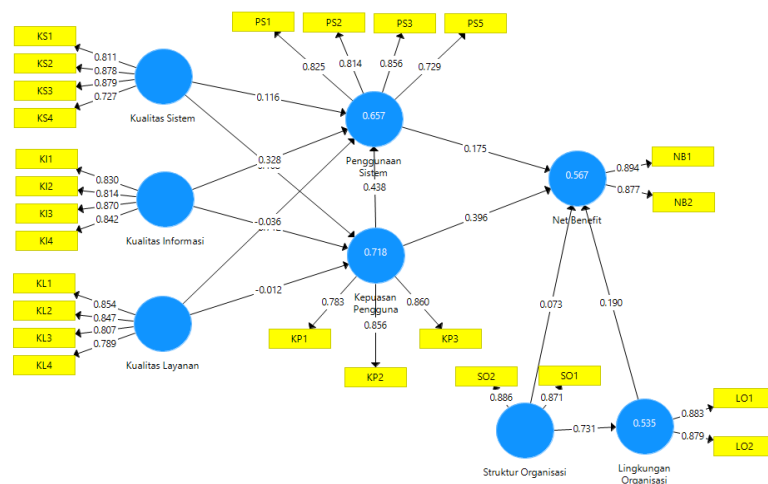 PS1
PS2
PS3
PS5
KS1
KS2
KS3
KS4
0.811
0.878
0.879
0.727
Kualitas Sistem
0.825
0.814
0.856
0.729
0.657
Penggunaan
Sistem
0.116
0.328
0.438
0.175
KI1
KI2
KI3
KI4
0.830
0.814
0.870
0.842
Kualitas Informasi
-0.036
-0.012
0.567
Net Benefit
0.894
0.877
NB1
NB2
0.396
0.718
Kepuasan
Pengguna
0.783
0.856
0.860
KP1
KP2
KP3
KL1
KL2
KL3
KL4
0.854
0.847
0.807
0.789
Kualitas Layanan
0.073
0.190
SO2
SO1
0.886
0.871
Struktur Organisasi
0.731
0.535
Lingkungan
Organisasi
0.883
0.879
LO1
LO2